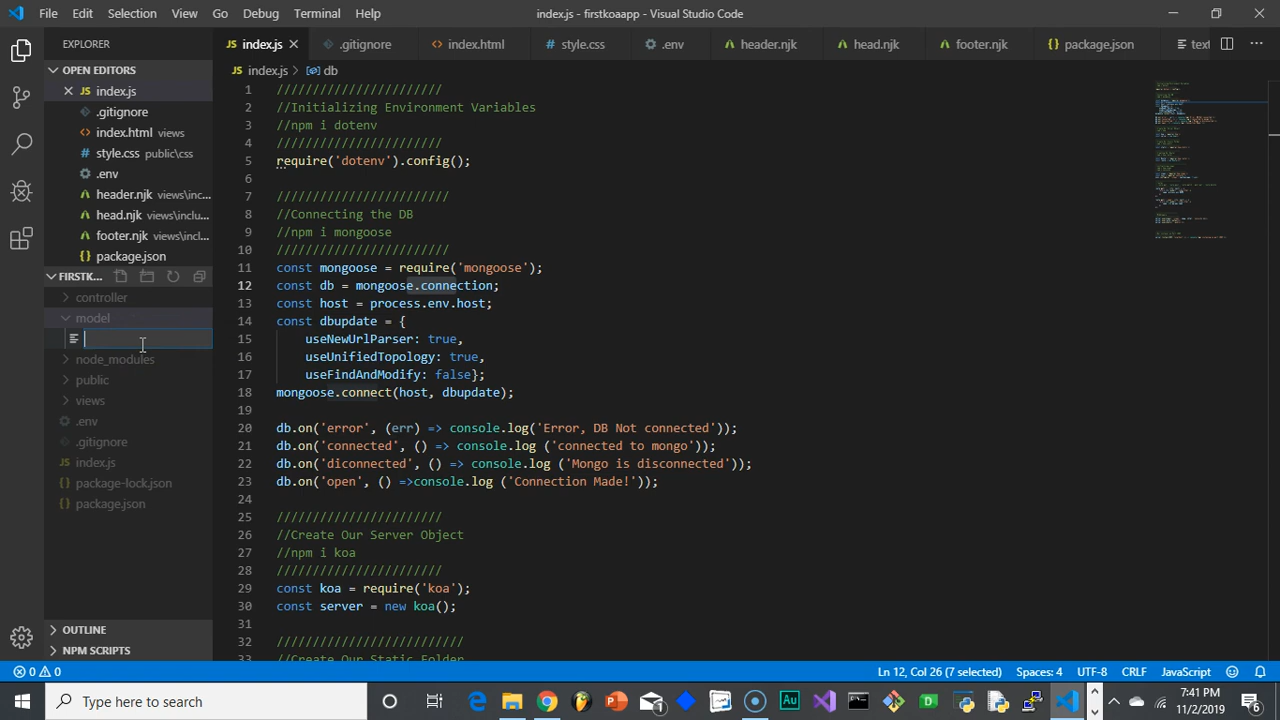 File Edit Selection View Go Debug Terminal Help index.js - firstkoaapp - Visual Studio Code
EXPLORER
index.js .gitignore index.html style.css .env header.njk head.njk footer.njk package.json text
OPEN EDITORS
index.js
.gitignore
index.html views
style.css public\css
.env
header.njk views\inc...
head.njk views\inclu...
footer.njk views\incl...
package.json
FIRSTK...
controller
model
node_modules
public
views
.env
.gitignore
index.js
package-lock.json
package.json
OUTLINE
NPM SCRIPTS
index.js > db
1 ///////////////////////
2 //Initializing Environment Variables
3 //npm i dotenv
4 ///////////////////////
5 require('dotenv').config();
6
7 ////////////////////////
8 //Connecting the DB
9 //npm i mongoose
10 ////////////////////////
11 const mongoose = require('mongoose');
12 const db = mongoose.connection;
13 const host = process.env.host;
14 const dbupdate = {
15 useNewUrlParser: true,
16 useUnifiedTopology: true,
17 useFindAndModify: false};
18 mongoose.connect(host, dbupdate);
19
20 db.on('error', (err) => console.log('Error, DB Not connected'));
21 db.on('connected', () => console.log ('connected to mongo'));
22 db.on('diconnected', () => console.log ('Mongo is disconnected'));
23 db.on('open', () =>console.log ('Connection Made!'));
24
25 ///////////////////////
26 //Create Our Server Object
27 //npm i koa
28 ///////////////////////
29 const koa = require('koa');
30 const server = new koa();
31
32 //////////////////////////
33 //Create Our Static Folder
0 0 Ln 12, Col 26 (7 selected) Spaces: 4 UTF-8 CRLF JavaScript
Type here to search
7:41 PM
11/2/2019